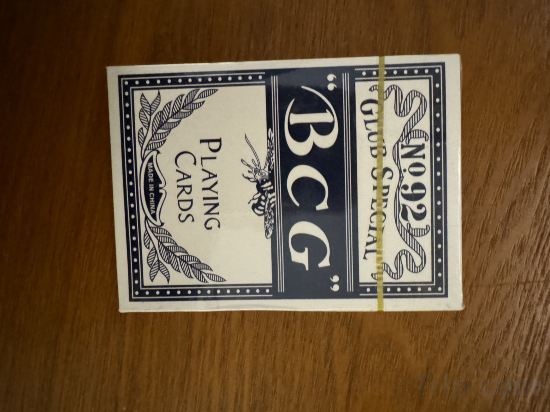 No. 92
CLUB SPECIAL
"BCG"
PLAYING
CARDS
MADE IN CHINA